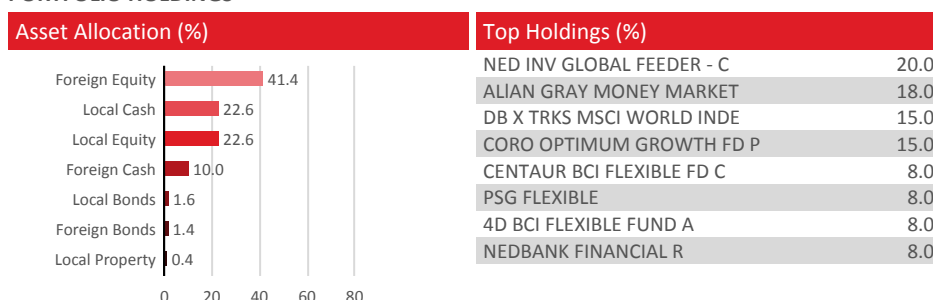 Asset Allocation (%)
Foreign Equity 41.4
Local Cash 22.6
Local Equity 22.6
Foreign Cash 10.0
Local Bonds 1.6
Foreign Bonds 1.4
Local Property 0.4
0 20 40 60 80
Top Holdings (%)
NED INV GLOBAL FEEDER - C 20.0
ALlAN GRAY MONEY MARKET 18.0
DB X TRKS MSCI WORLD INDE 15.0
CORO OPTIMUM GROWTH FD P 15.0
CENTAUR BCI FLEXIBLE FD C 8.0
PSG FLEXIBLE 8.0
4D BCI FLEXIBLE FUND A 8.0
NEDBANK FINANCIAL R 8.0